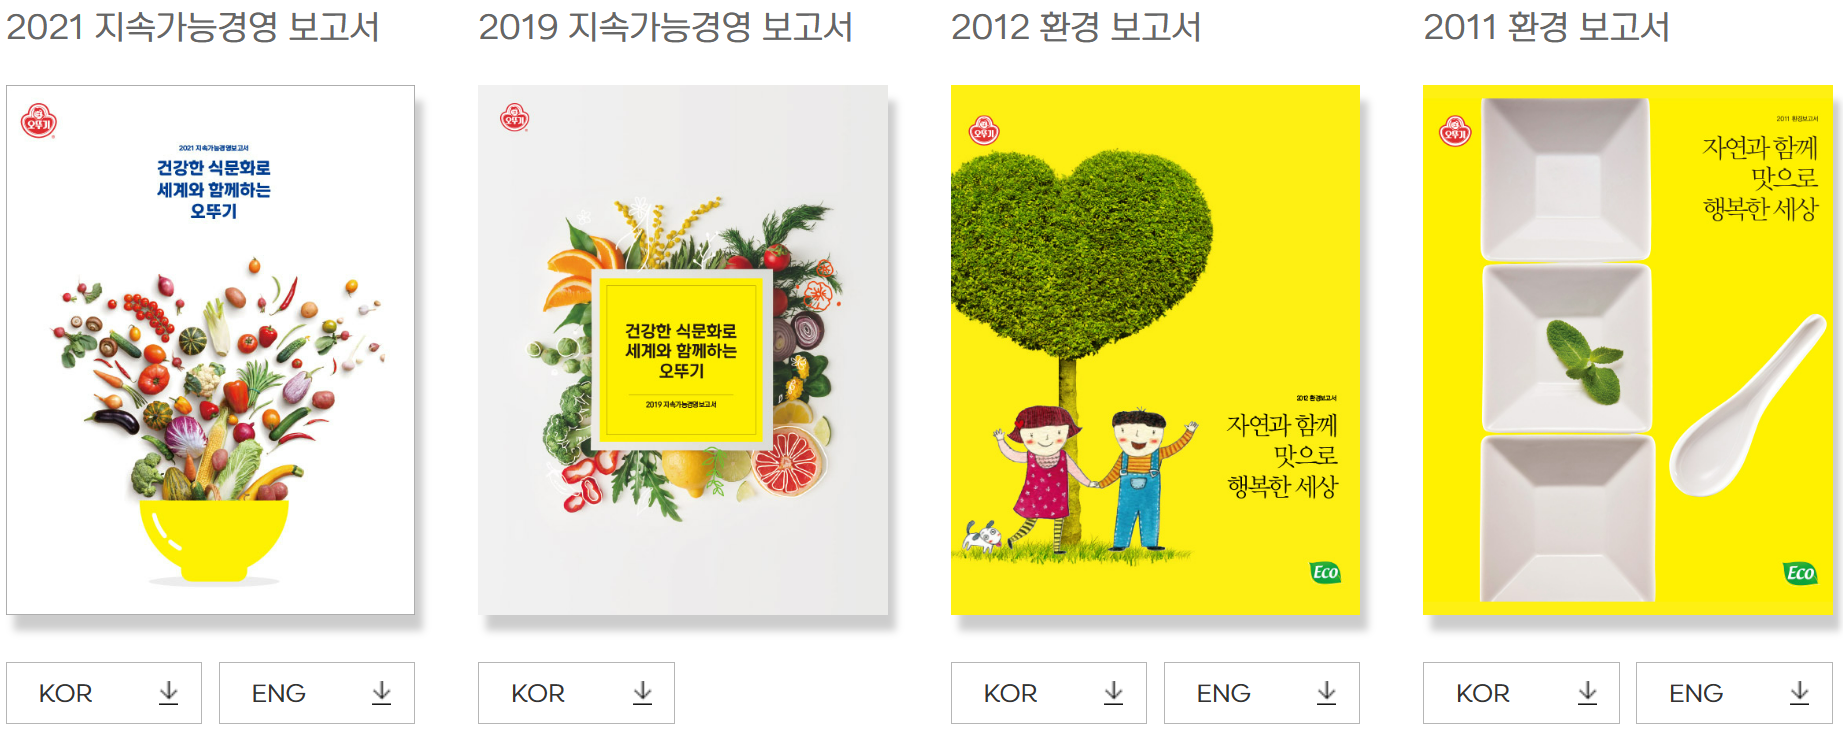 2021 지속가능경영 보고서
오뚜기
2021 지속가능경영보고서
건강한 식문화로
세계와 함께하는
오뚜기
KOR
ENG
2019 지속가능경영 보고서
오뚜기
건강한 식문화로
세계와 함께하는
오뚜기
2019 지속가능경영보고서
KOR
2012 환경 보고서
오뚜기
2012 환경보고서
자연과 함께
맛으로
행복한 세상
Eco
KOR
ENG
2011 환경 보고서
오뚜기
2011 환경보고서
자연과 함께
맛으로
행복한 세상
Eco
KOR
ENG